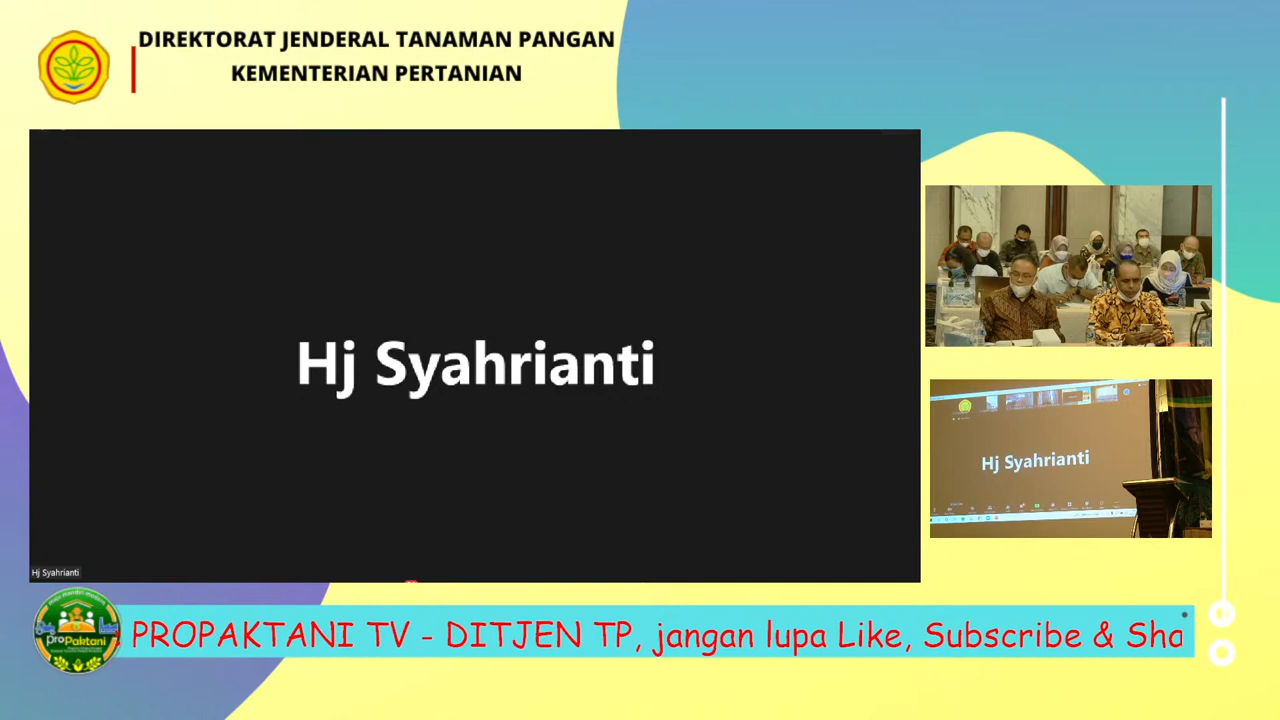 DIREKTORAT JENDERAL TANAMAN PANGAN
KEMENTERIAN PERTANIAN
Hj Syahrianti
Hj Syahrianti
Hj Syahrianti
proPaktani
PROPAKTANI TV - DITJEN TP, jangan lupa Like, Subscribe & Sha